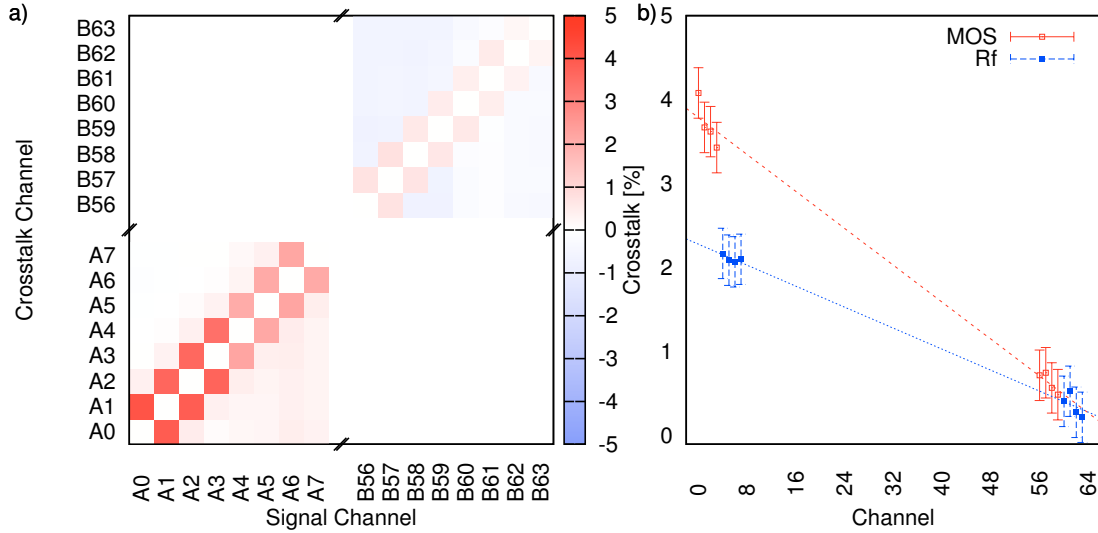 a)
B63
B62
B61
B60
B59
B58
B57
B56
A7
A6
A5
A4
A3
A2
A1
A0
Crosstalk Channel
A0 A1 A2 A3 A4 A5 A6 A7 B56 B57 B58 B59 B60 B61 B62 B63
Signal Channel
5
4
3
2
1
0
-1
-2
-3
-4
-5
b)
MOS
Rf
5
4
3
2
1
0
Crosstalk [%]
0 8 16 24 32 40 48 56 64
Channel